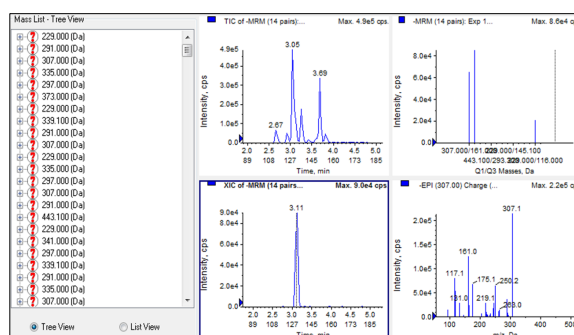 Mass List - Tree View
229.000 (Da)
291.000 (Da)
307.000 (Da)
335.000 (Da)
297.000 (Da)
373.000 (Da)
229.000 (Da)
339.100 (Da)
291.000 (Da)
307.000 (Da)
229.000 (Da)
335.000 (Da)
297.000 (Da)
307.000 (Da)
291.000 (Da)
443.100 (Da)
229.000 (Da)
341.000 (Da)
297.000 (Da)
339.100 (Da)
291.000 (Da)
335.000 (Da)
307.000 (Da)
Tree View
List View
TIC of -MRM (14 pairs):...
Max. 4.9e5 cps.
Intensity, cps
4.9e5
4.0e5
3.0e5
2.0e5
1.0e5
0.0
3.05
3.69
2.67
2.0 2.5 3.0 3.5 4.0 4.5 5.0
89 108 127 145 165 185
Time, min
-MRM (14 pairs): Exp 1...
Max. 8.6e4 c
Intensity, cps
8.0e4
6.0e4
4.0e4
2.0e4
0.0
Q1/Q3 Masses, Da
XIC of -MRM (14 pairs...
Max. 9.0e4 cps
Intensity, cps
9.0e4
8.0e4
6.0e4
4.0e4
2.0e4
0.0
3.11
2.0 2.5 3.0 3.5 4.0 4.5 5.0
89 108 127 146 165 185
Time, min
-EPI (307.00) Charge (...
Max. 2.2e5 c
Intensity, cps
2.0e5
1.5e5
1.0e5
5.0e4
0.0
307.1
161.0
117.1
175.1
250.2
131.0
219.1
263.0
100 200 300 400 500
m/z, Da